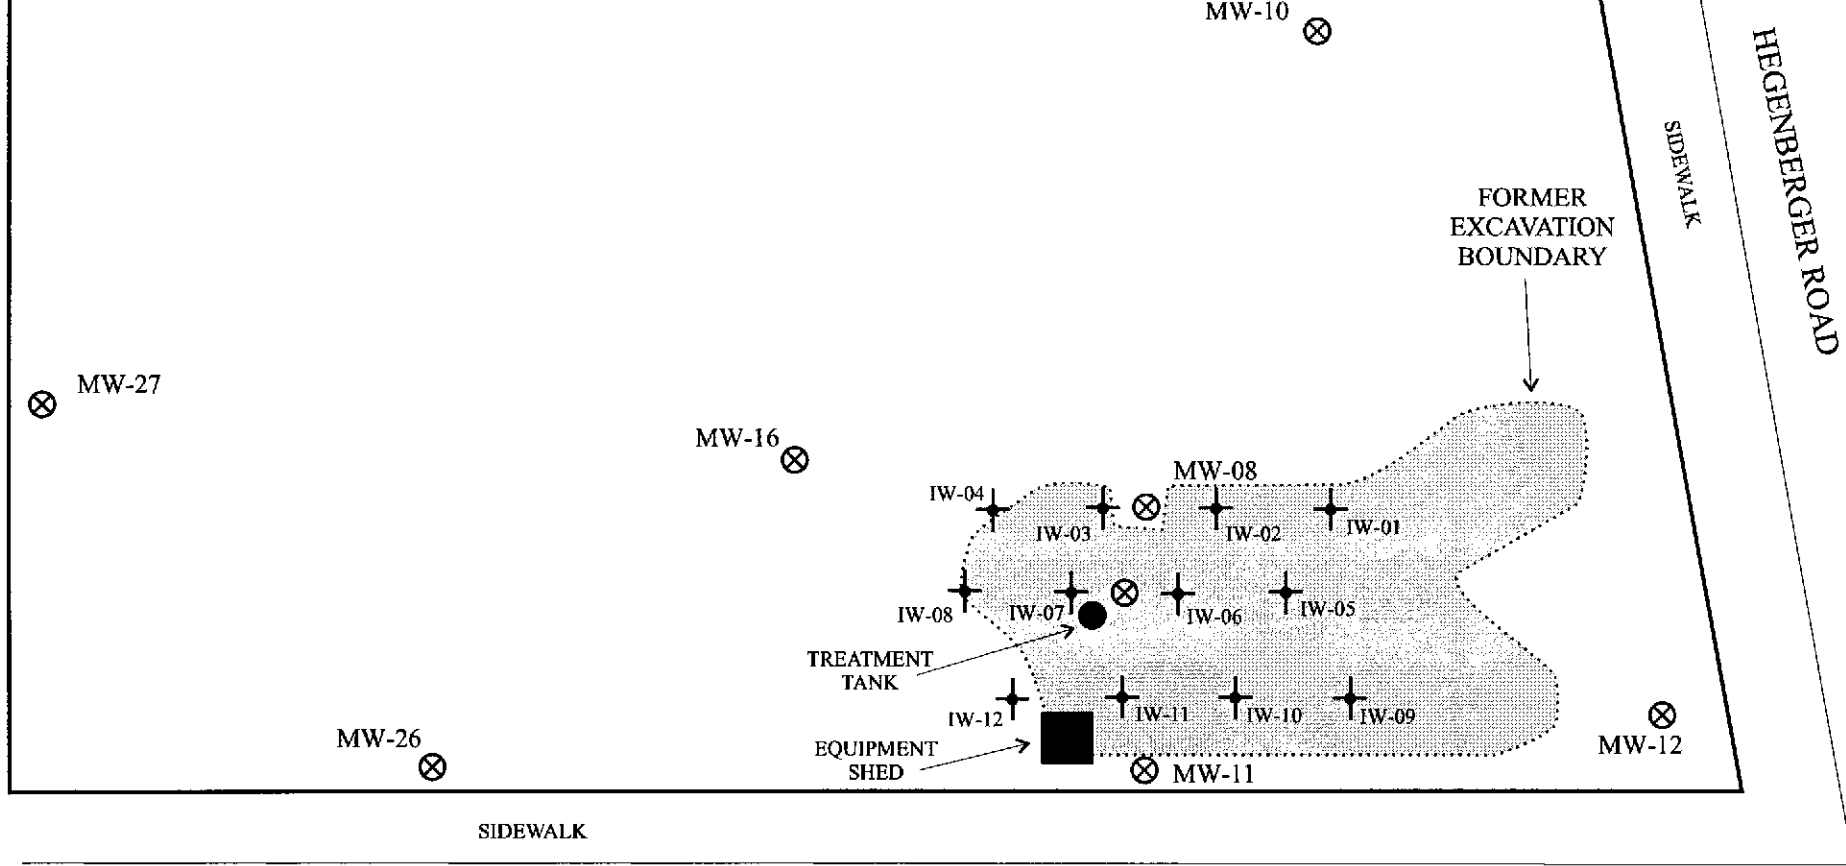 MW-10
HEGENBERGER ROAD
SIDEWALK
FORMER
EXCAVATION
BOUNDARY
MW-27
MW-16
MW-08
IW-04
IW-03
IW-02
IW-01
IW-08
IW-07
IW-06
IW-05
TREATMENT
TANK
IW-12
IW-11
IW-10
IW-09
MW-26
EQUIPMENT
SHED
MW-11
MW-12
SIDEWALK